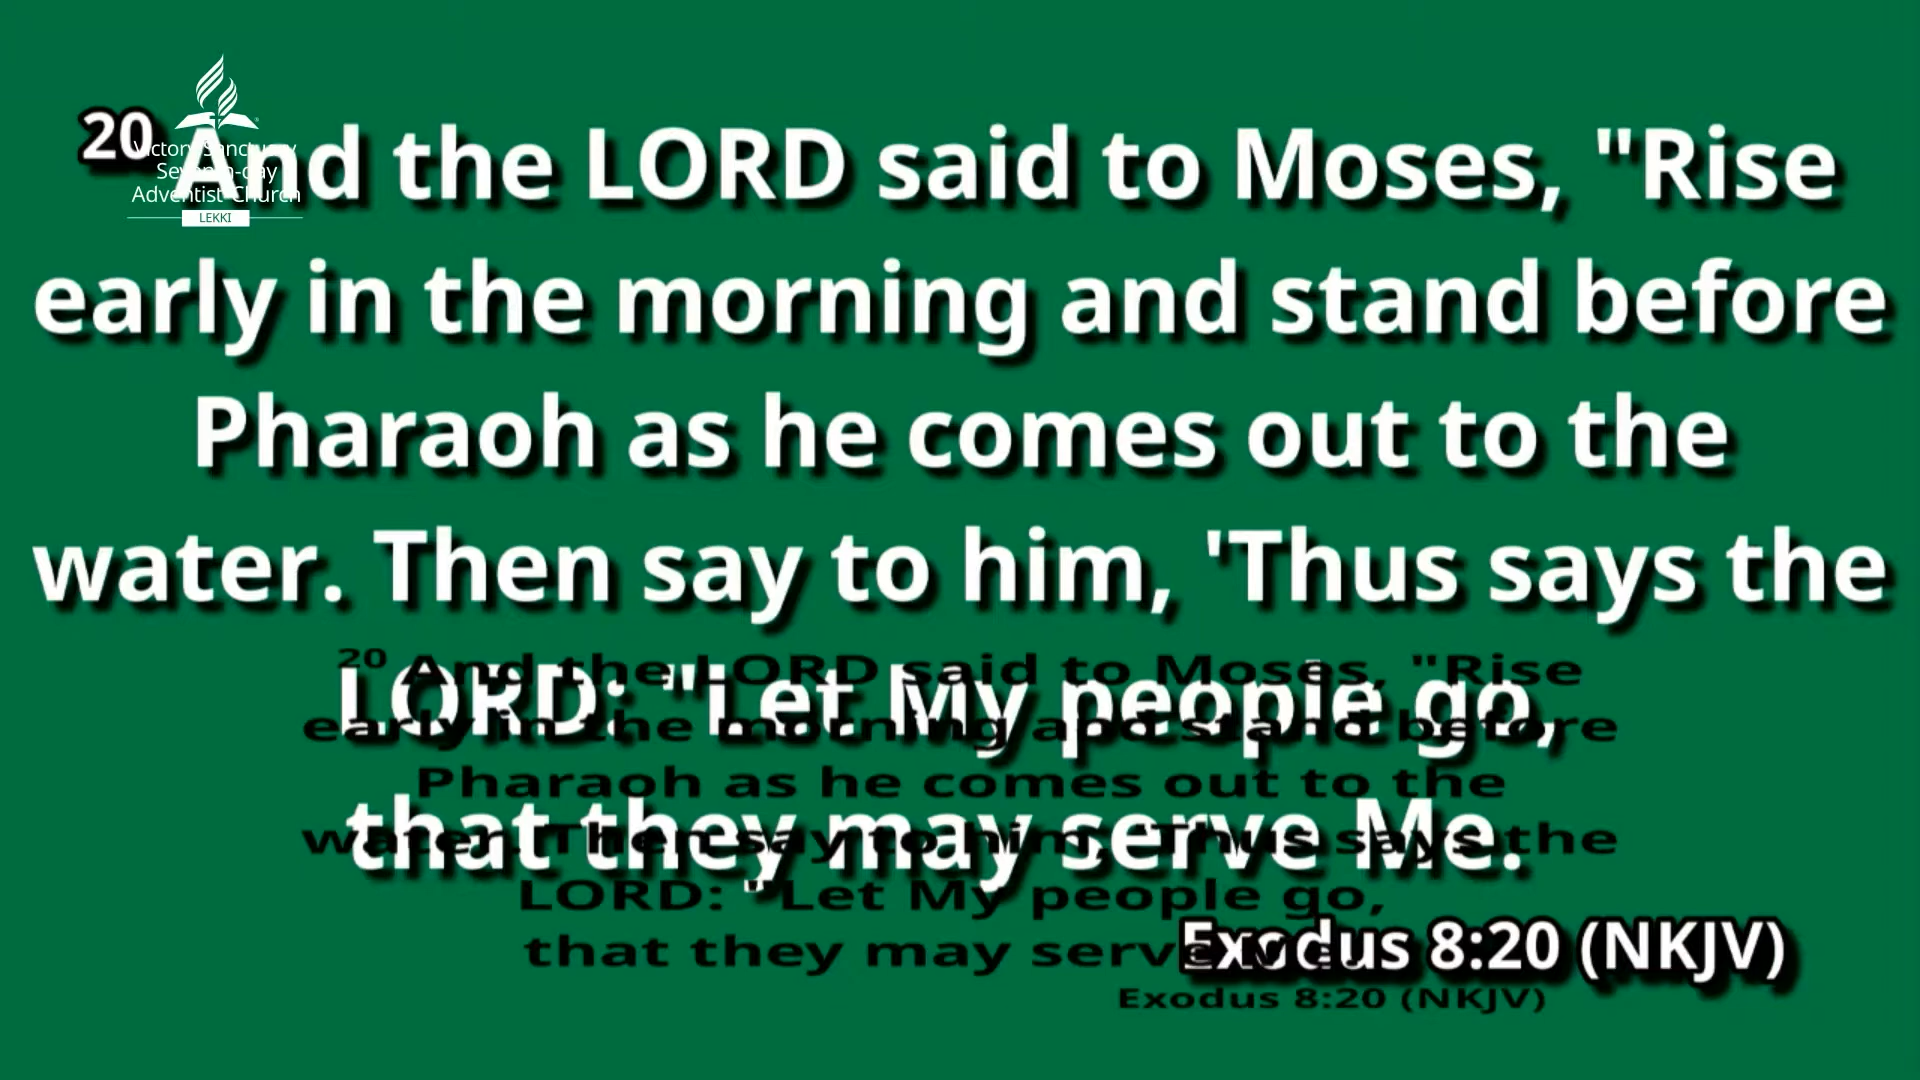 Victory Sanctuary
Seventh-day
Adventist Church
LEKKI
20 And the LORD said to Moses, "Rise
early in the morning and stand before
Pharaoh as he comes out to the
water. Then say to him, 'Thus says the
LORD: "Let My people go,
that they may serve Me.
Exodus 8:20 (NKJV)
20 And the LORD said to Moses, "Rise
early in the morning and stand before
Pharaoh as he comes out to the
water. Then say to him, 'Thus says the
LORD: "Let My people go,
that they may serve Me.
Exodus 8:20 (NKJV)